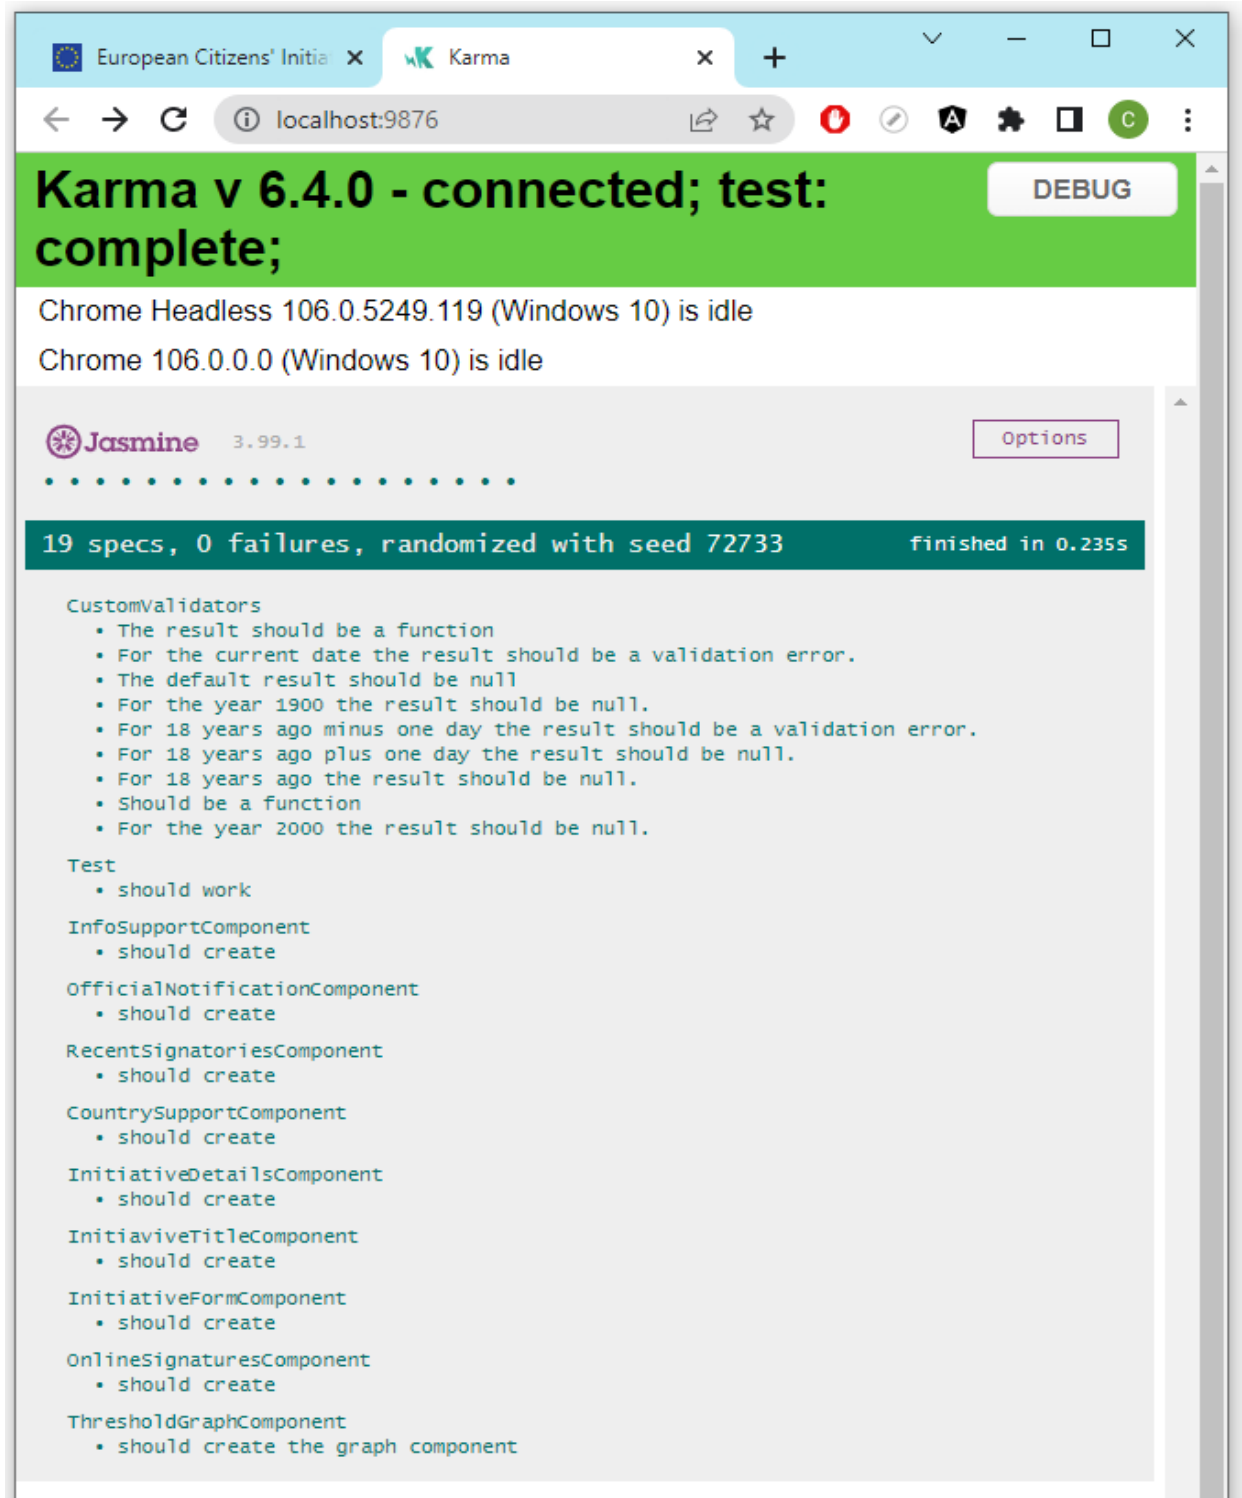 European Citizens' Initia
Karma
localhost:9876
C
Karma v 6.4.0 - connected; test:
complete;
DEBUG
Chrome Headless 106.0.5249.119 (Windows 10) is idle
Chrome 106.0.0.0 (Windows 10) is idle
Jasmine 3.99.1
Options
19 specs, 0 failures, randomized with seed 72733
finished in 0.235s
CustomValidators
• The result should be a function
• For the current date the result should be a validation error.
• The default result should be null
• For the year 1900 the result should be null.
• For 18 years ago minus one day the result should be a validation error.
• For 18 years ago plus one day the result should be null.
• For 18 years ago the result should be null.
• Should be a function
• For the year 2000 the result should be null.
Test
• should work
InfoSupportComponent
• should create
OfficialNotificationComponent
• should create
RecentSignatoriesComponent
• should create
CountrySupportComponent
• should create
InitiativeDetailsComponent
• should create
InitiaviveTitleComponent
• should create
InitiativeFormComponent
• should create
OnlineSignaturesComponent
• should create
ThresholdGraphComponent
• should create the graph component